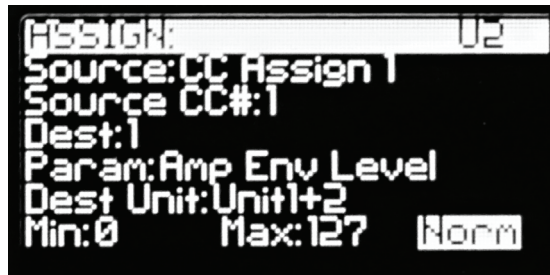 ASSIGN: U2
Source:CC Assign 1
Source CC#:1
Dest:1
Param:Amp Env Level
Dest Unit:Unit1+2
Min:0 Max:127 Norm